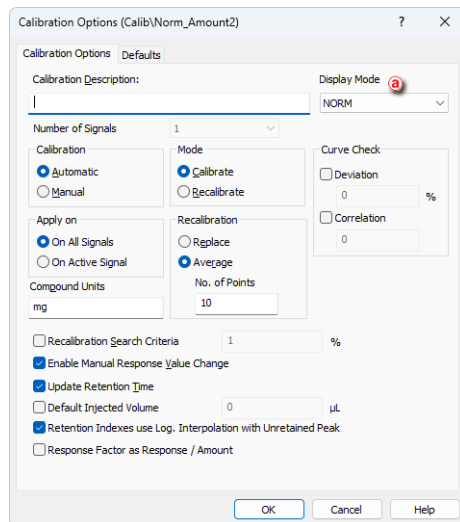 Calibration Options (Calib\Norm_Amount2) ? ×
Calibration Options Defaults
Calibration Description: Display Mode a
NORM
Number of Signals 1
Calibration Mode Curve Check
Automatic Calibrate Deviation
Manual Recalibrate 0 %
Correlation
Apply on Recalibration 0
On All Signals Replace
On Active Signal Average
Compound Units No. of Points
mg 10
Recalibration Search Criteria 1 %
Enable Manual Response Value Change
Update Retention Time
Default Injected Volume 0 µL
Retention Indexes use Log. Interpolation with Unretained Peak
Response Factor as Response / Amount
OK Cancel Help